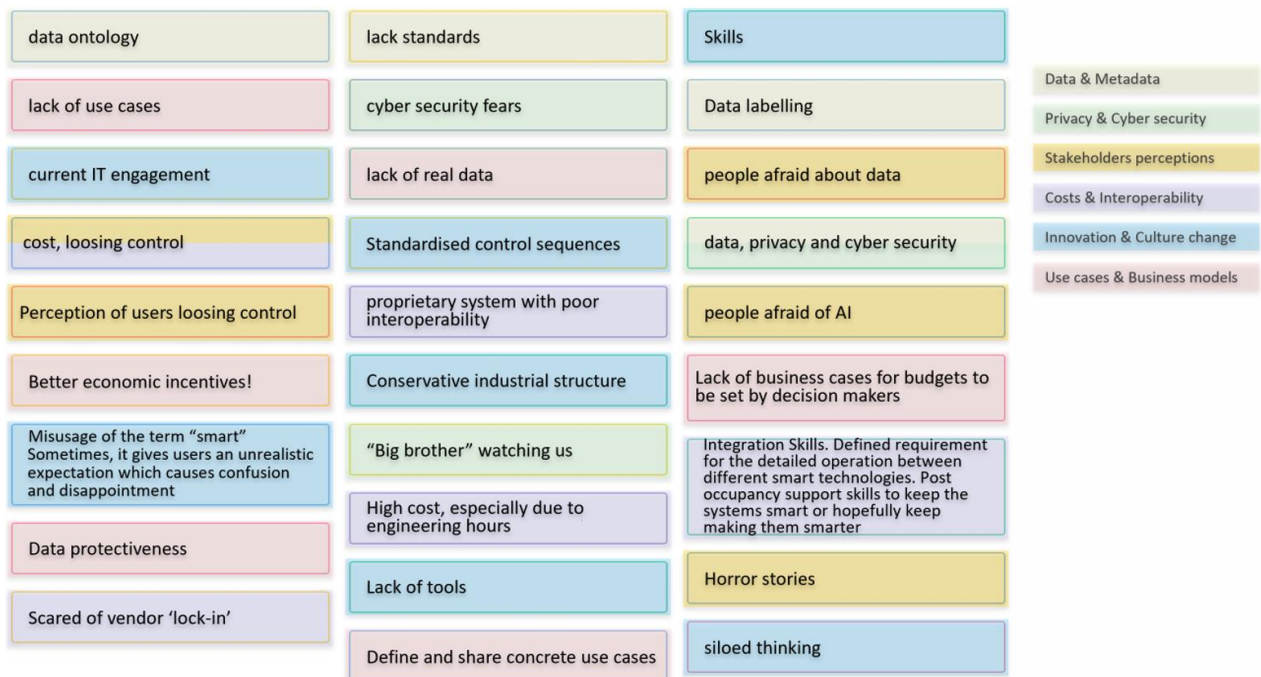 data ontology
lack of use cases
current IT engagement
cost, loosing control
Perception of users loosing control
Better economic incentives!
Misusage of the term “smart”
Sometimes, it gives users an unrealistic
expectation which causes confusion
and disappointment
Data protectiveness
Scared of vendor ‘lock-in’
lack standards
cyber security fears
lack of real data
Standardised control sequences
proprietary system with poor
interoperability
Conservative industrial structure
“Big brother” watching us
High cost, especially due to
engineering hours
Lack of tools
Define and share concrete use cases
Skills
Data labelling
people afraid about data
data, privacy and cyber security
people afraid of AI
Lack of business cases for budgets to
be set by decision makers
Integration Skills. Defined requirement
for the detailed operation between
different smart technologies. Post
occupancy support skills to keep the
systems smart or hopefully keep
making them smarter
Horror stories
siloed thinking
Data & Metadata
Privacy & Cyber security
Stakeholders perceptions
Costs & Interoperability
Innovation & Culture change
Use cases & Business models